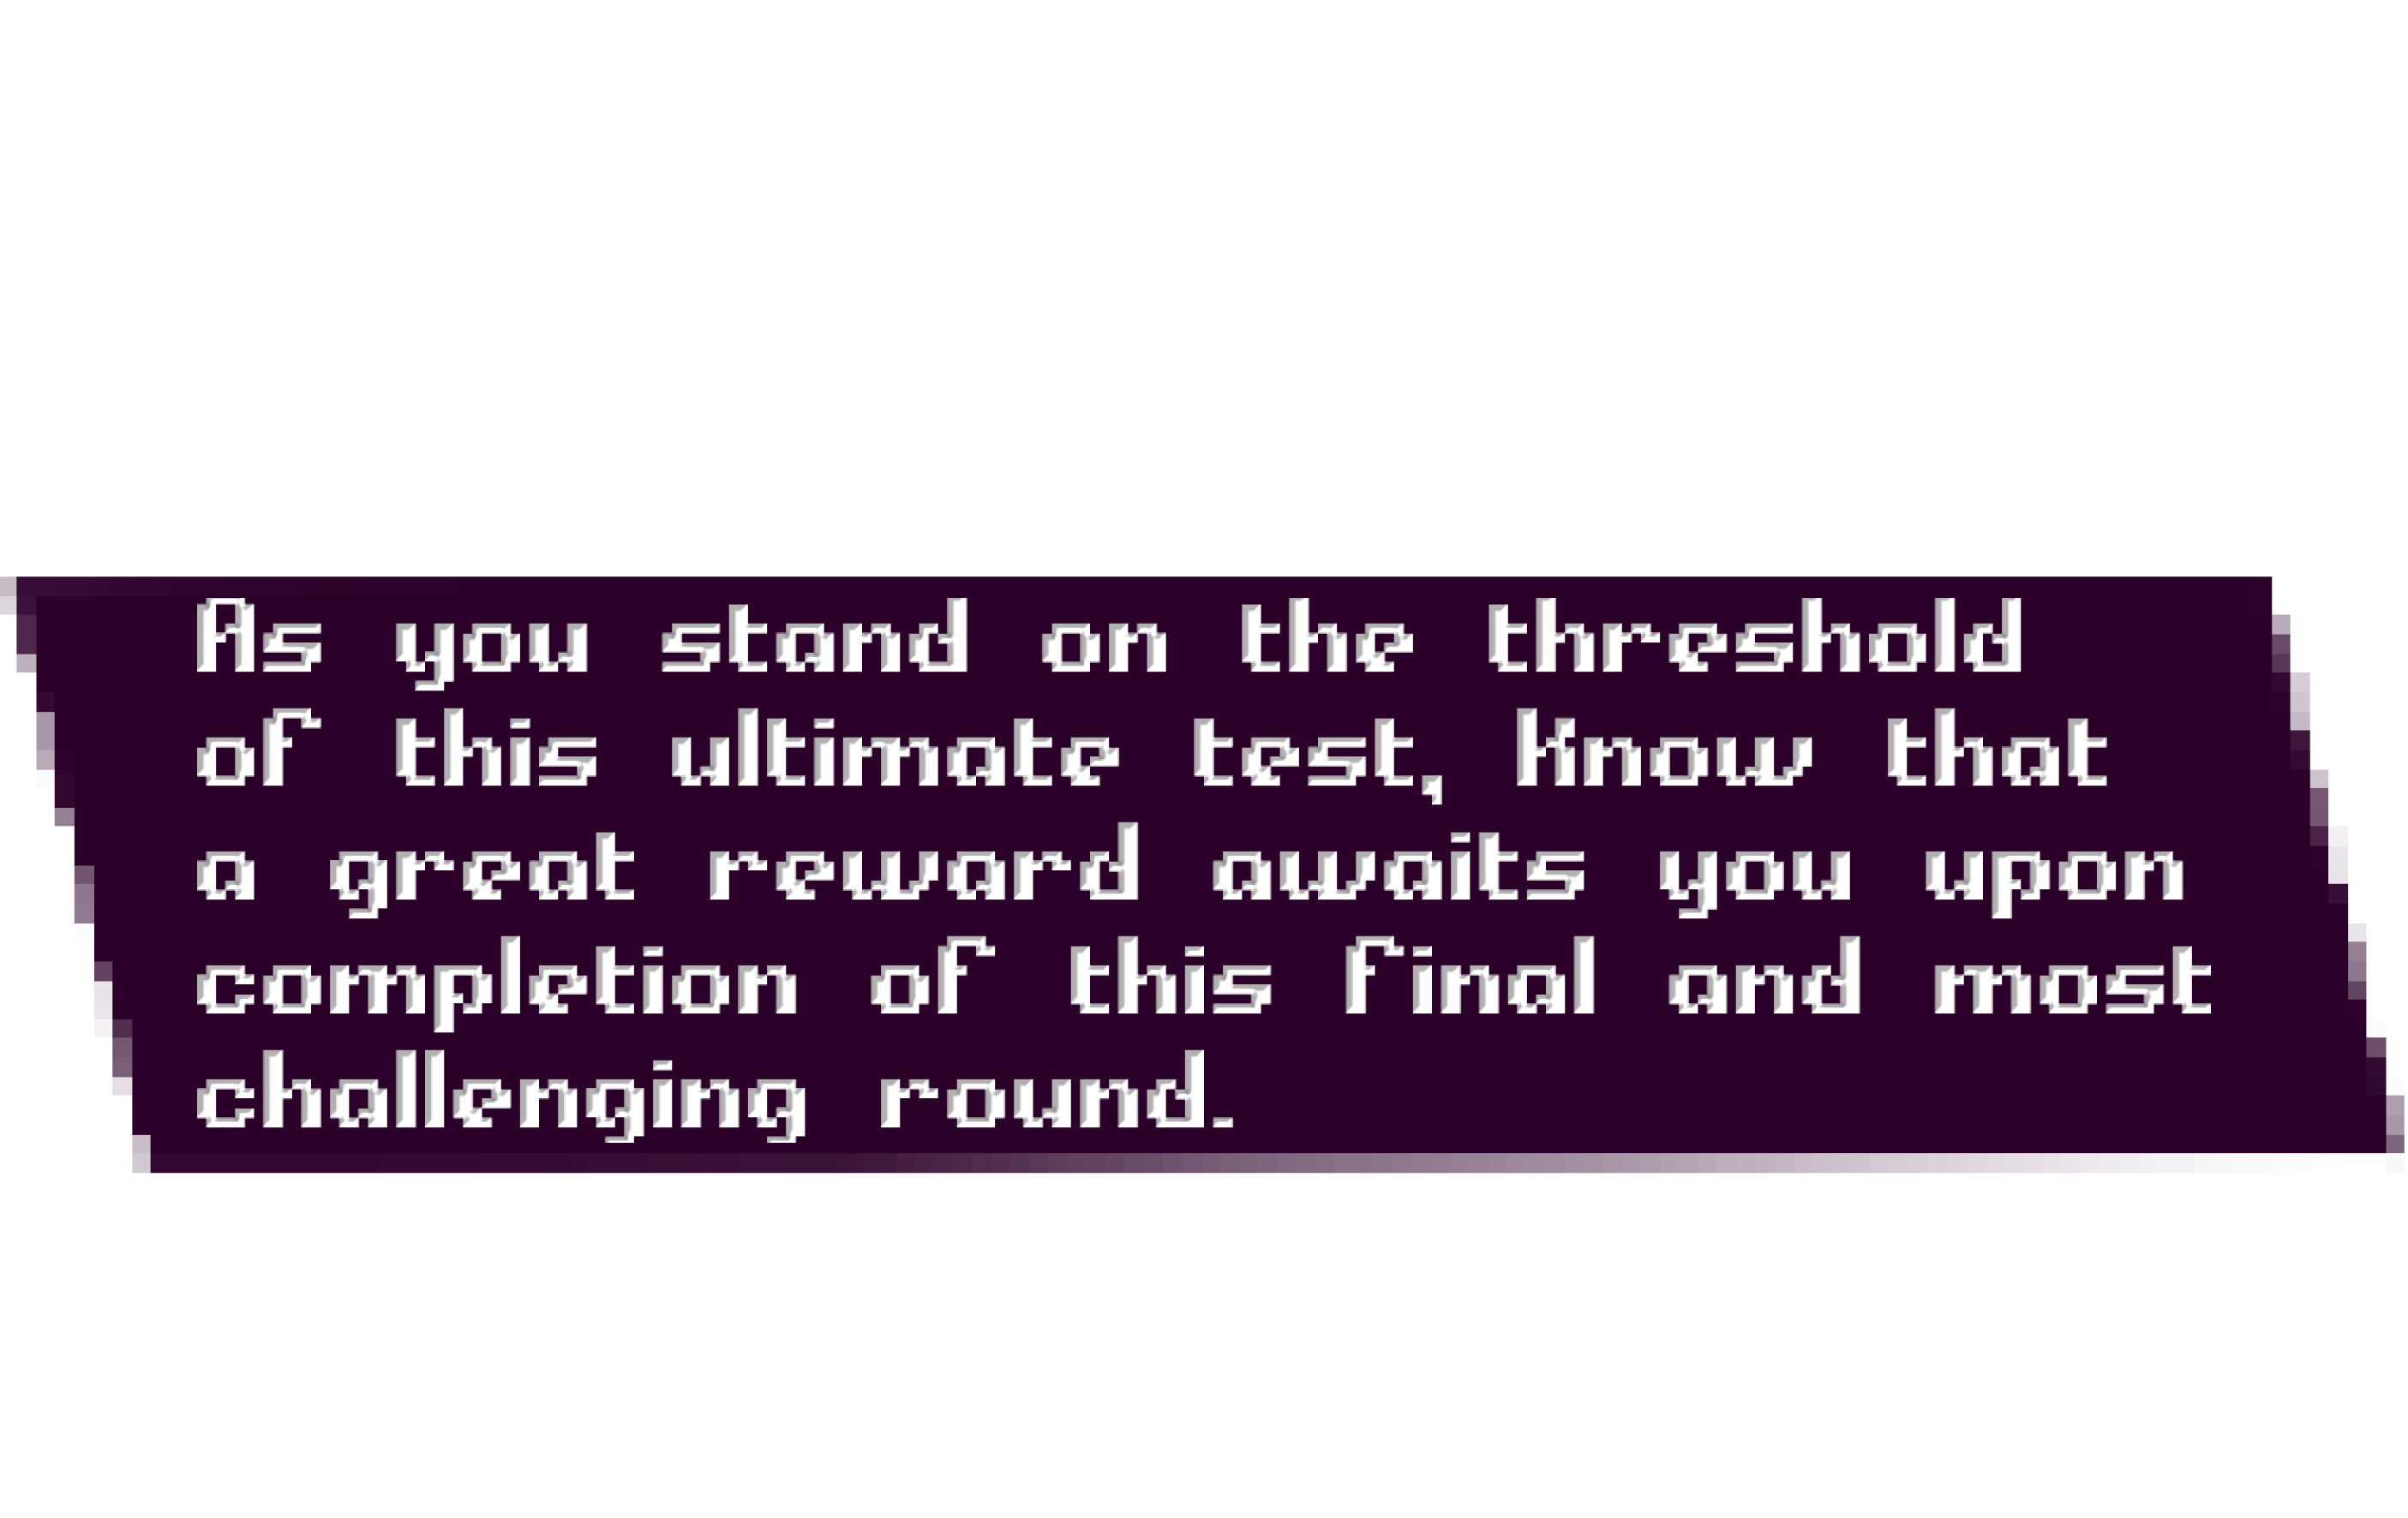 As you stand on the threshold
of this ultimate test, know that
a great reward awaits you upon
completion of this final and most
challenging round.